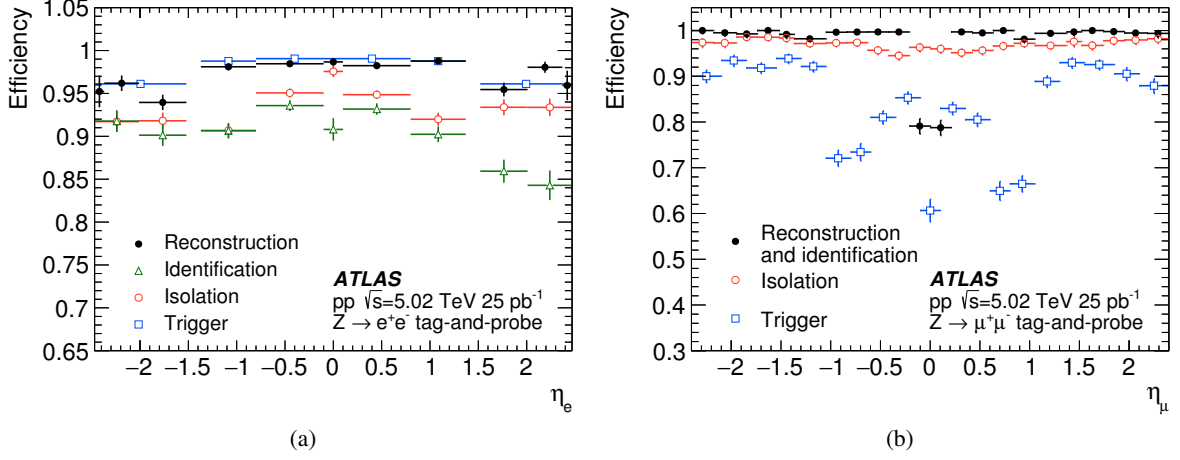 1.05
1
0.95
0.9
0.85
0.8
0.75
0.7
0.65
Efficiency
Reconstruction
Identification
Isolation
Trigger
ATLAS
pp √s=5.02 TeV 25 pb⁻¹
Z → e⁺e⁻ tag-and-probe
−2 −1.5 −1 −0.5 0 0.5 1 1.5 2
ηₑ
(a)
1
0.9
0.8
0.7
0.6
0.5
0.4
0.3
Efficiency
Reconstruction
and identification
Isolation
Trigger
ATLAS
pp √s=5.02 TeV 25 pb⁻¹
Z → μ⁺μ⁻ tag-and-probe
−2 −1.5 −1 −0.5 0 0.5 1 1.5 2
η_μ
(b)